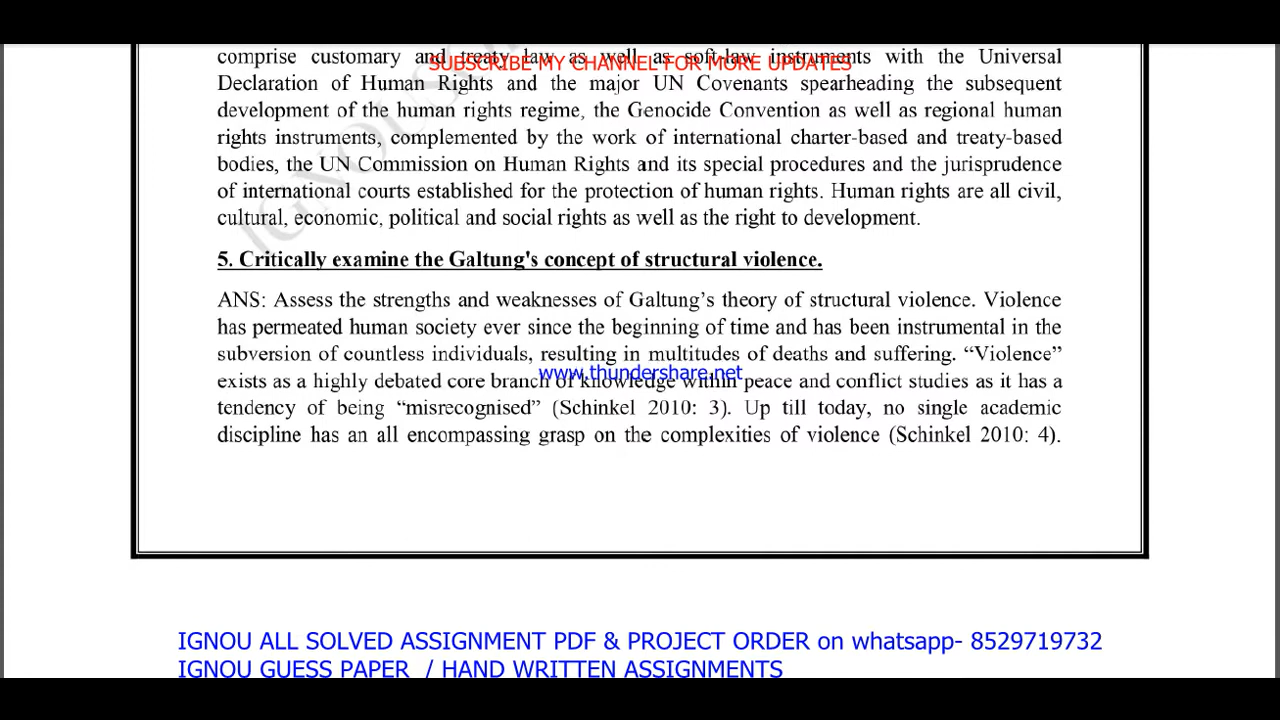 comprise customary and treaty law as well as soft-law instruments with the Universal
SUBSCRIBE MY CHANNEL FOR MORE UPDATES
Declaration of Human Rights and the major UN Covenants spearheading the subsequent
development of the human rights regime, the Genocide Convention as well as regional human
rights instruments, complemented by the work of international charter-based and treaty-based
bodies, the UN Commission on Human Rights and its special procedures and the jurisprudence
of international courts established for the protection of human rights. Human rights are all civil,
cultural, economic, political and social rights as well as the right to development.
5. Critically examine the Galtung's concept of structural violence.
ANS: Assess the strengths and weaknesses of Galtung’s theory of structural violence. Violence
has permeated human society ever since the beginning of time and has been instrumental in the
subversion of countless individuals, resulting in multitudes of deaths and suffering. “Violence”
www.thundershare.net
exists as a highly debated core branch of knowledge within peace and conflict studies as it has a
tendency of being “misrecognised” (Schinkel 2010: 3). Up till today, no single academic
discipline has an all encompassing grasp on the complexities of violence (Schinkel 2010: 4).
IGNOU ALL SOLVED ASSIGNMENT PDF & PROJECT ORDER on whatsapp- 8529719732
IGNOU GUESS PAPER / HAND WRITTEN ASSIGNMENTS